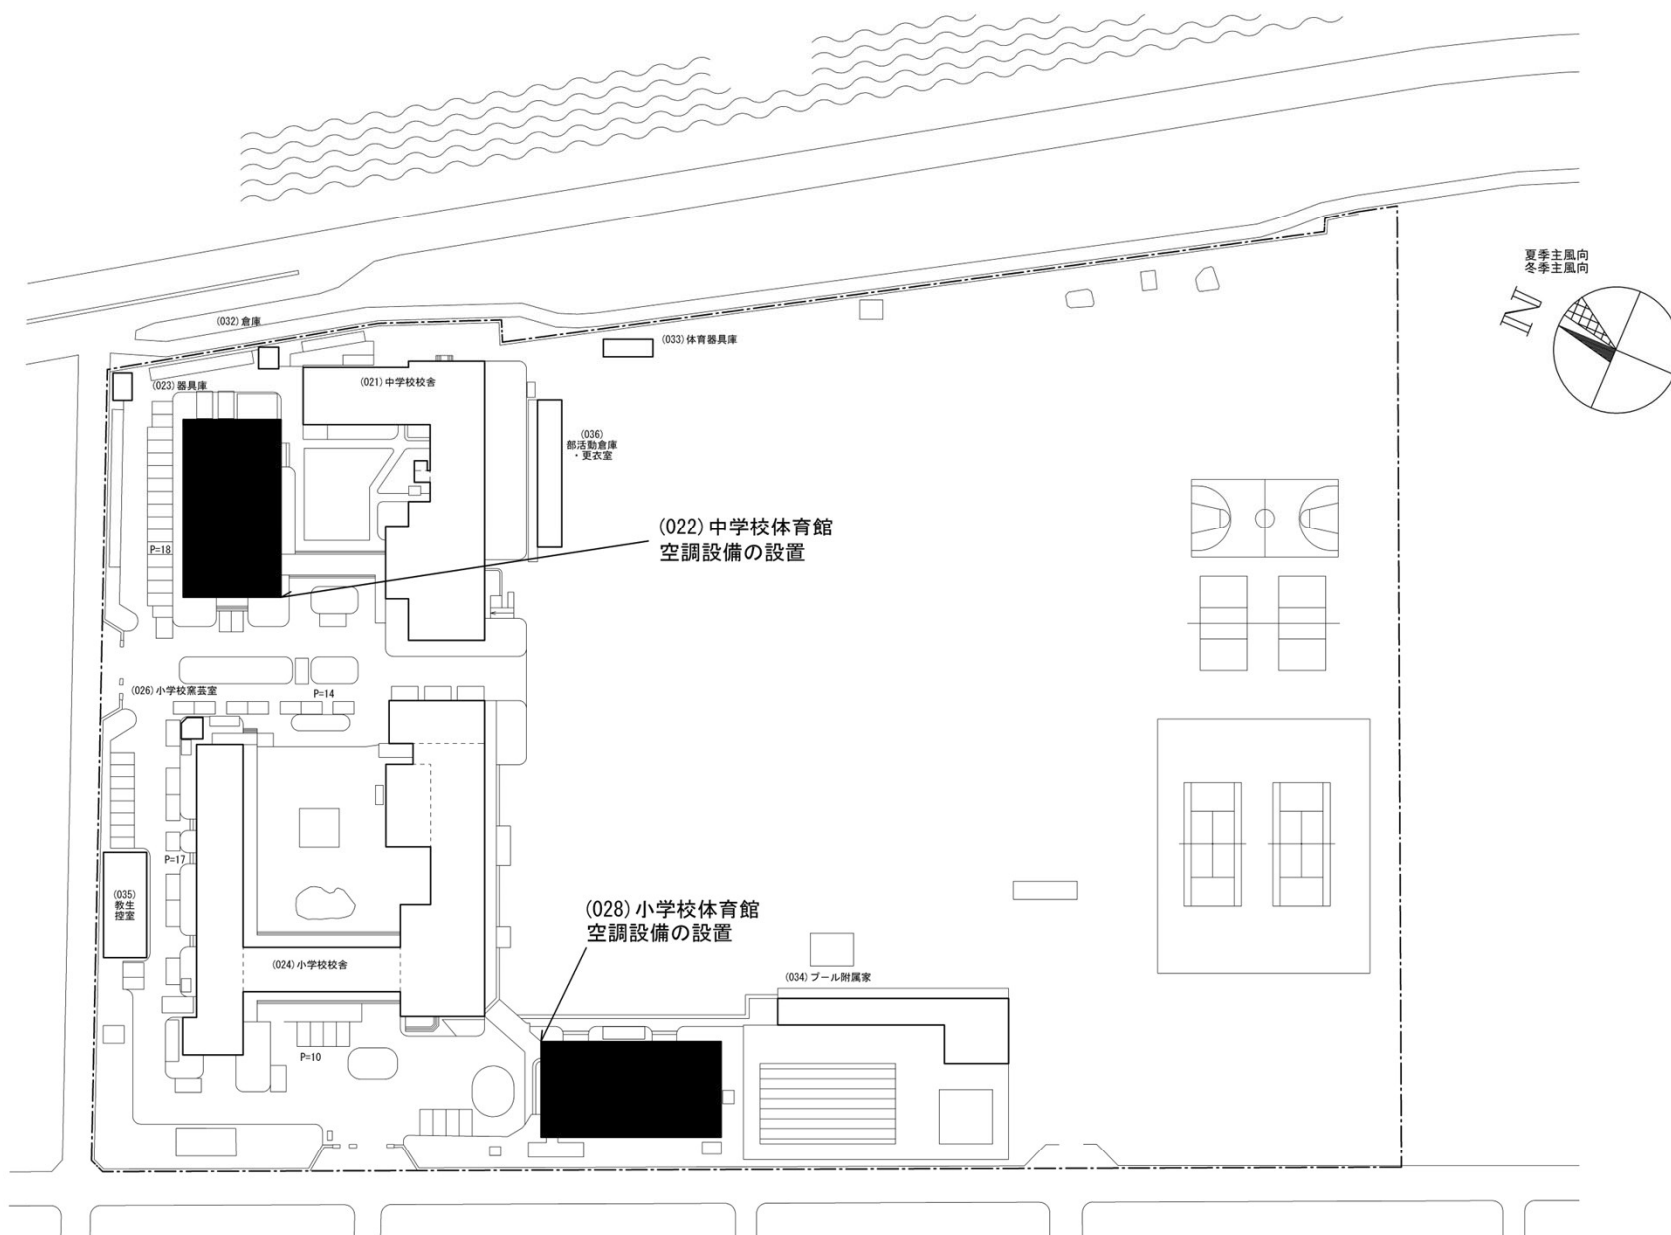 夏季主風向
冬季主風向
N
(032)倉庫
(033)体育器具庫
(023)器具庫
(021)中学校校舎
(036)
部活動倉庫
・更衣室
(022)中学校体育館
空調設備の設置
P=18
(026)小学校窯芸室
P=14
P=17
(035)
教生
控室
(028)小学校体育館
空調設備の設置
(024)小学校校舎
(034)プール附属家
P=10